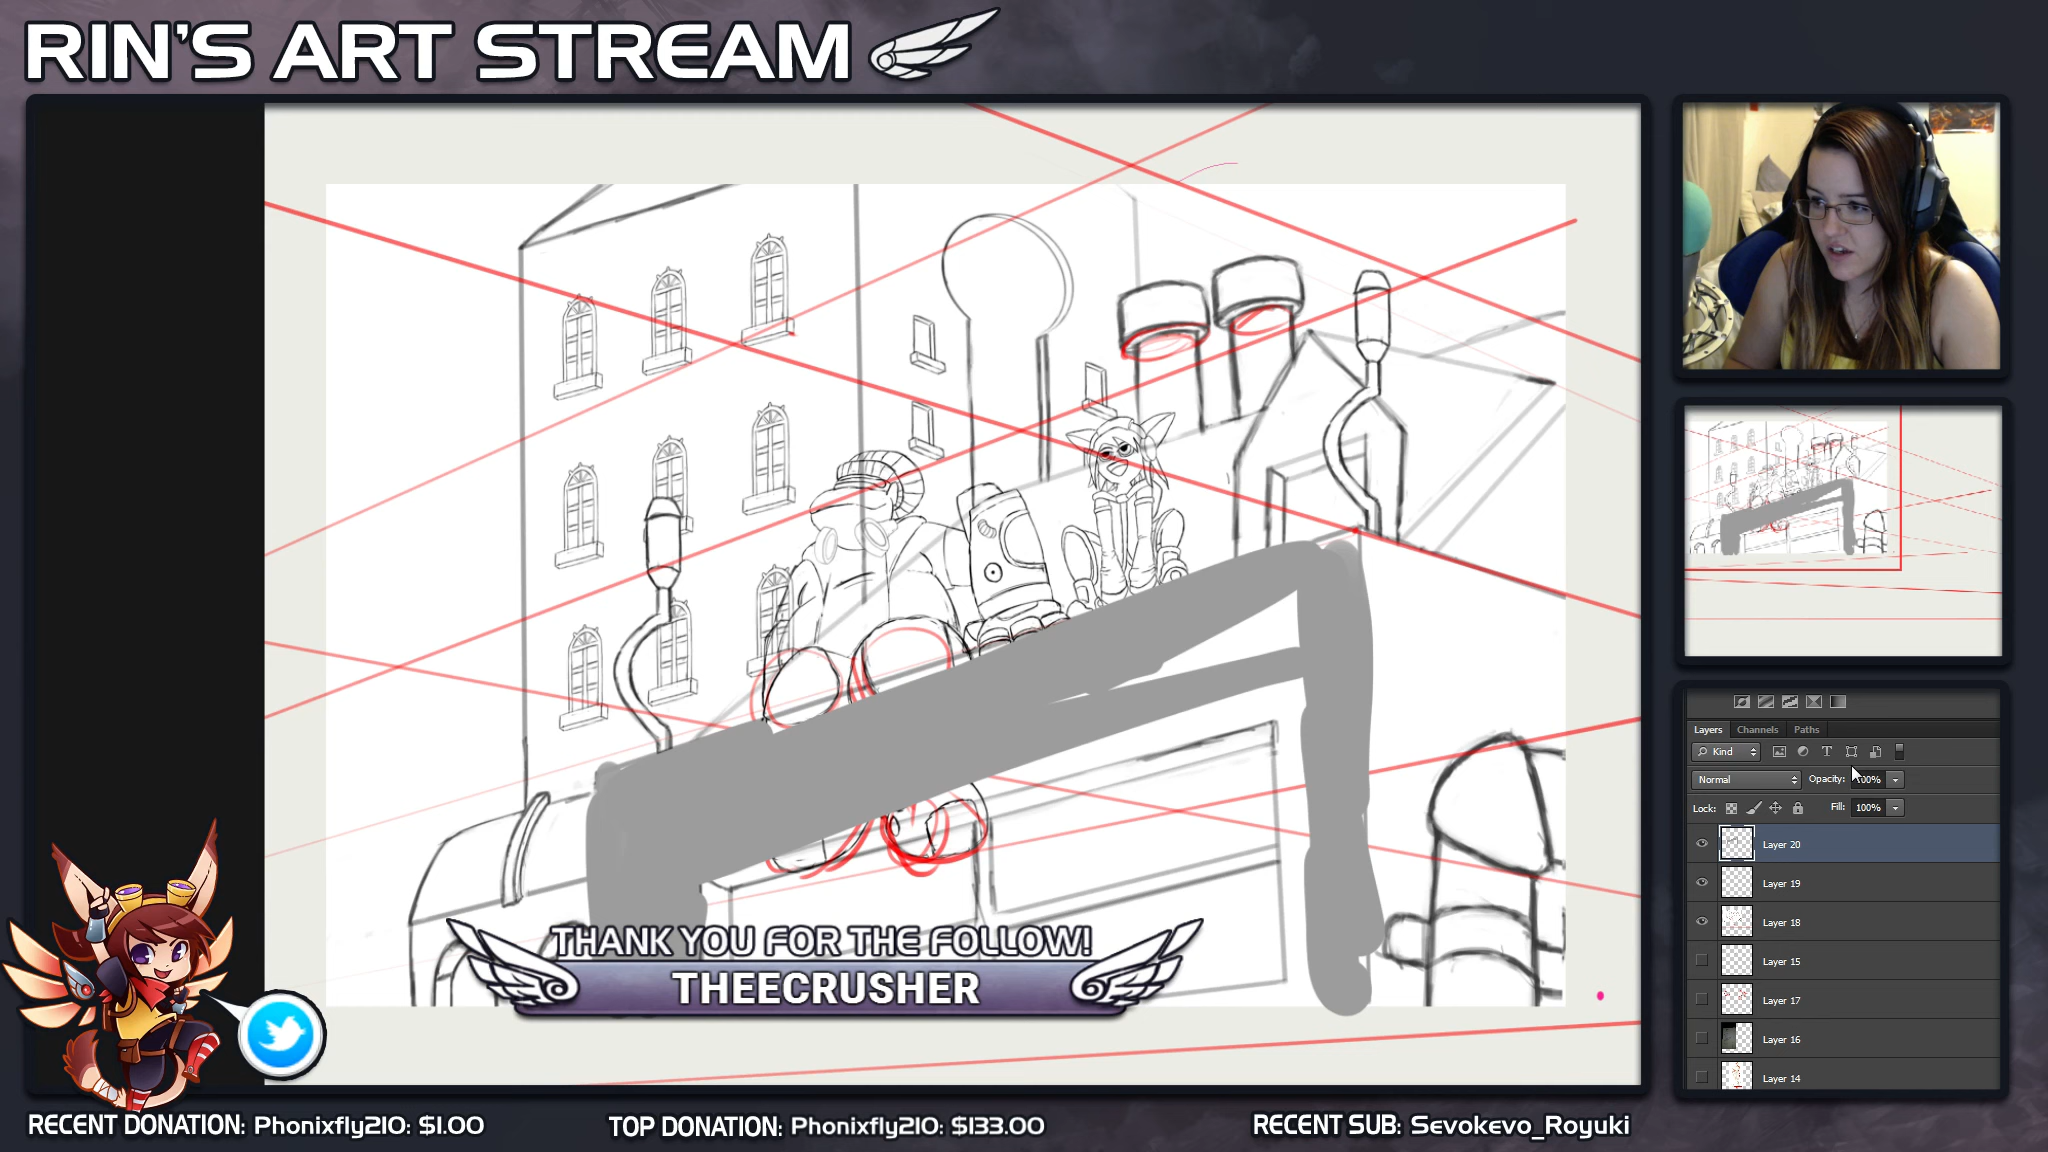 RIN'S ART STREAM
Layers Channels Paths
Kind
Normal Opacity: 100%
Lock: Fill: 100%
Layer 20
Layer 19
Layer 18
Layer 15
Layer 17
Layer 16
Layer 14
THANK YOU FOR THE FOLLOW!
THEECRUSHER
RECENT DONATION: Phonixfly210: $1.00
TOP DONATION: Phonixfly210: $133.00
RECENT SUB: Sevokevo_Royuki